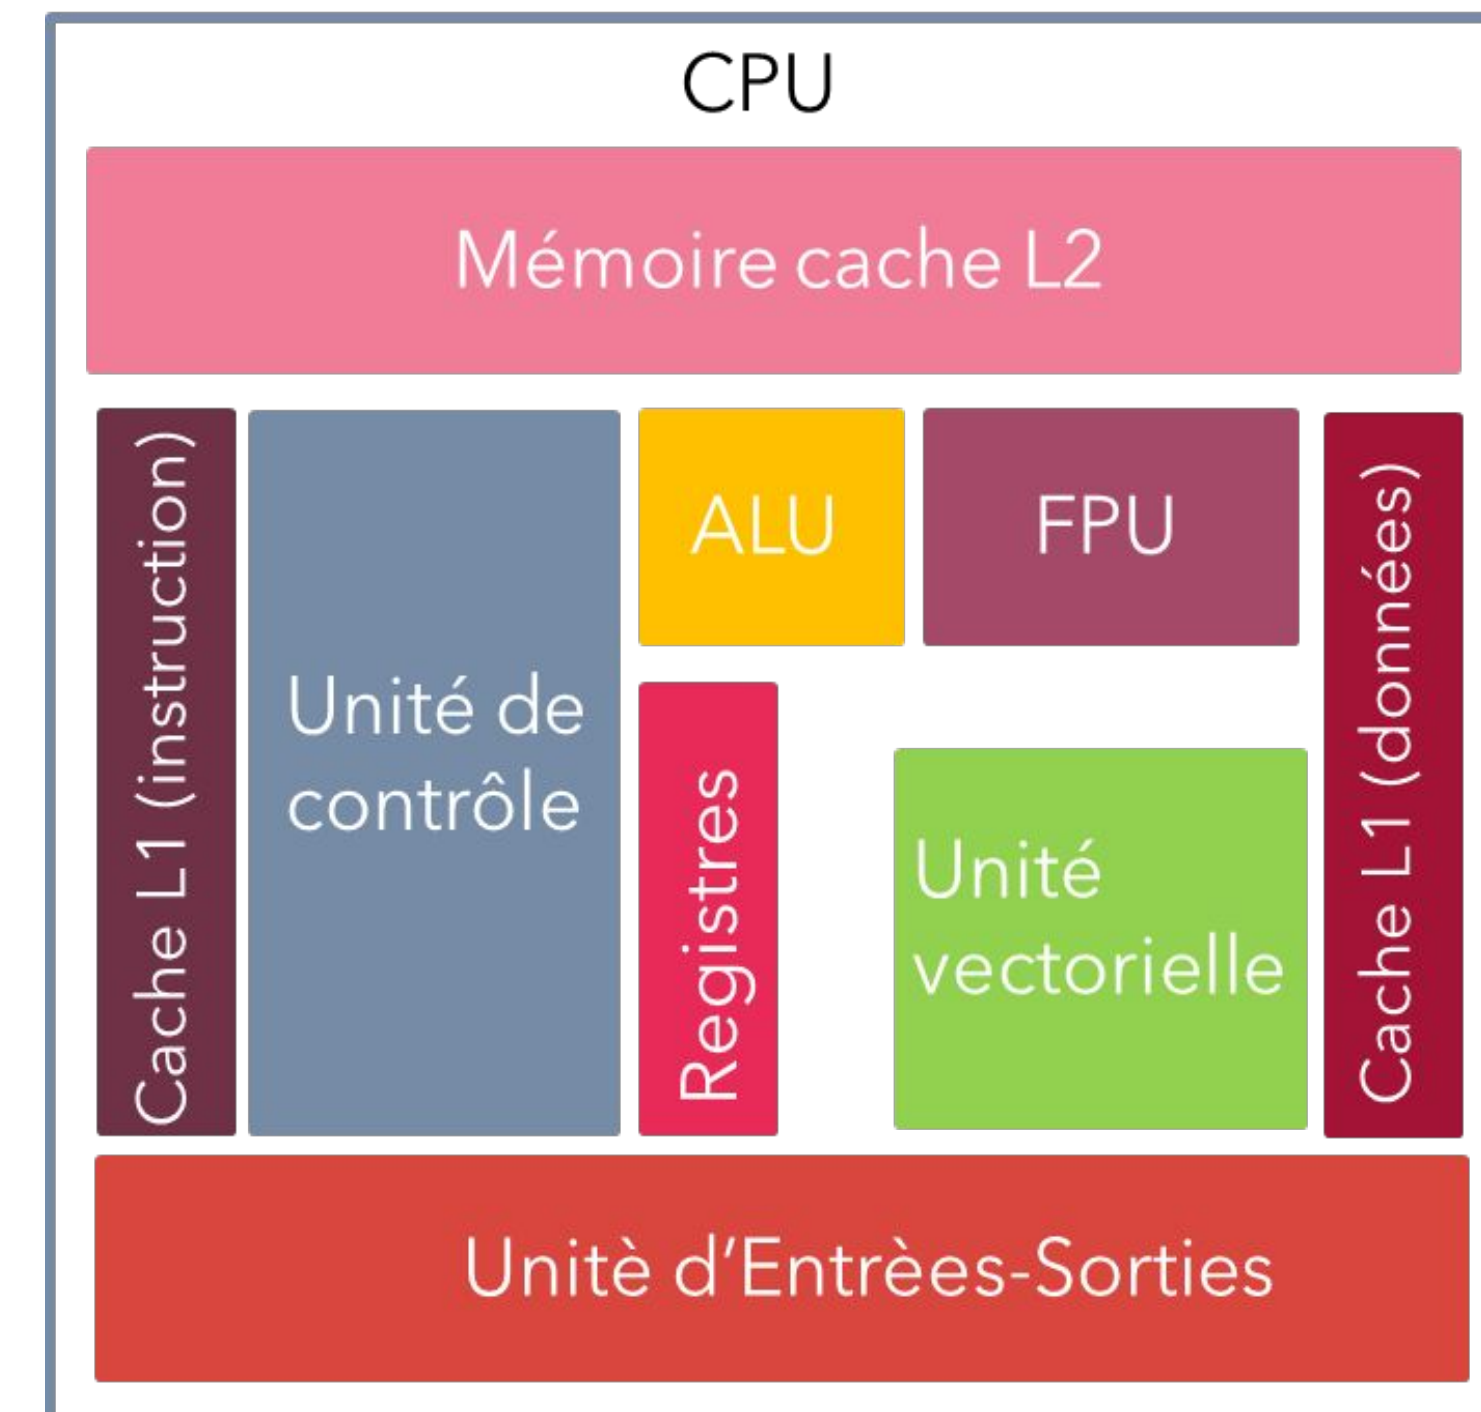 CPU
Mémoire cache L2
Cache L1 (instruction)
Unité de
contrôle
ALU
FPU
Registres
Unité
vectorielle
Cache L1 (données)
Unitè d’Entrèes-Sorties